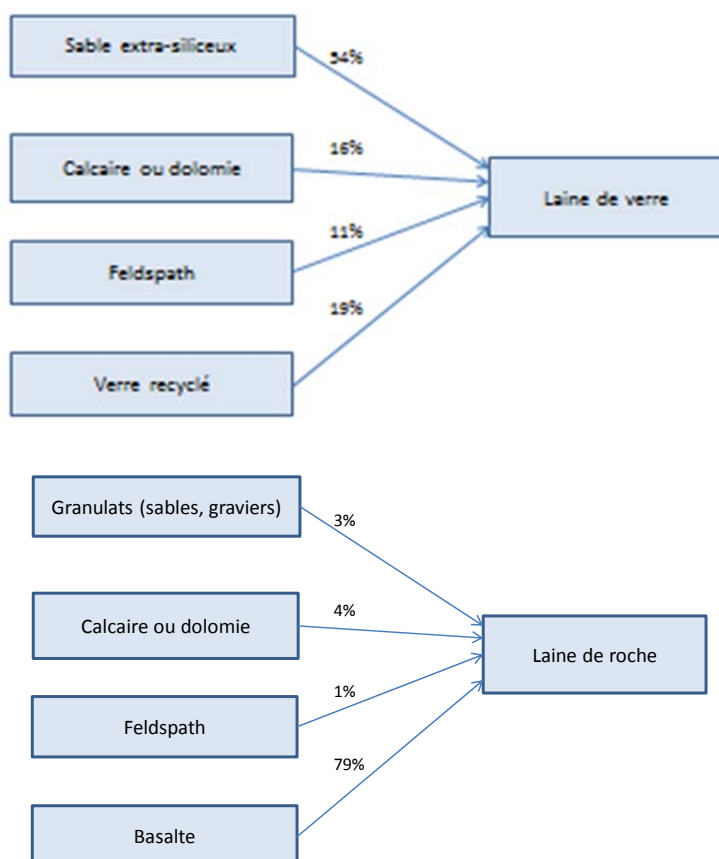 Sable extra-siliceux
54%
Calcaire ou dolomie
16%
Laine de verre
Feldspath
11%
19%
Verre recyclé
Granulats (sables, graviers)
3%
Calcaire ou dolomie
4%
Laine de roche
Feldspath
1%
79%
Basalte